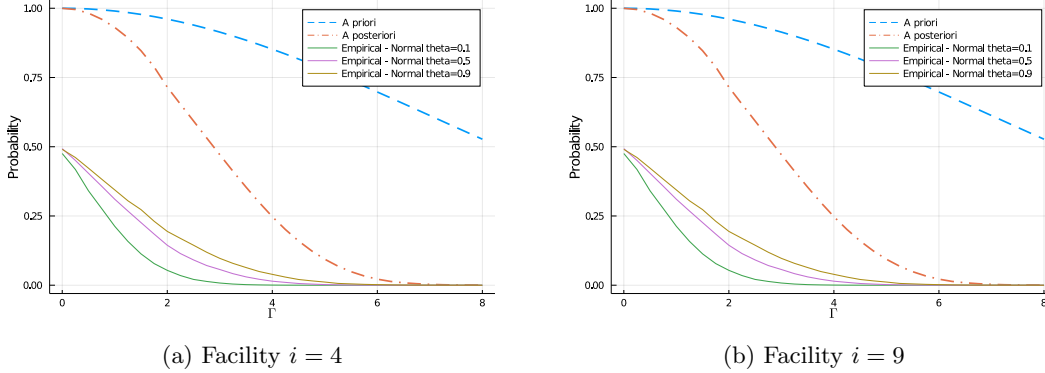 1.00
0.75
0.50
0.25
0.00
Probability
0
2
4
6
8
Γ
A priori
A posteriori
Empirical - Normal theta=0.1
Empirical - Normal theta=0.5
Empirical - Normal theta=0.9
(a) Facility i = 4
1.00
0.75
0.50
0.25
0.00
Probability
0
2
4
6
8
Γ
A priori
A posteriori
Empirical - Normal theta=0.1
Empirical - Normal theta=0.5
Empirical - Normal theta=0.9
(b) Facility i = 9